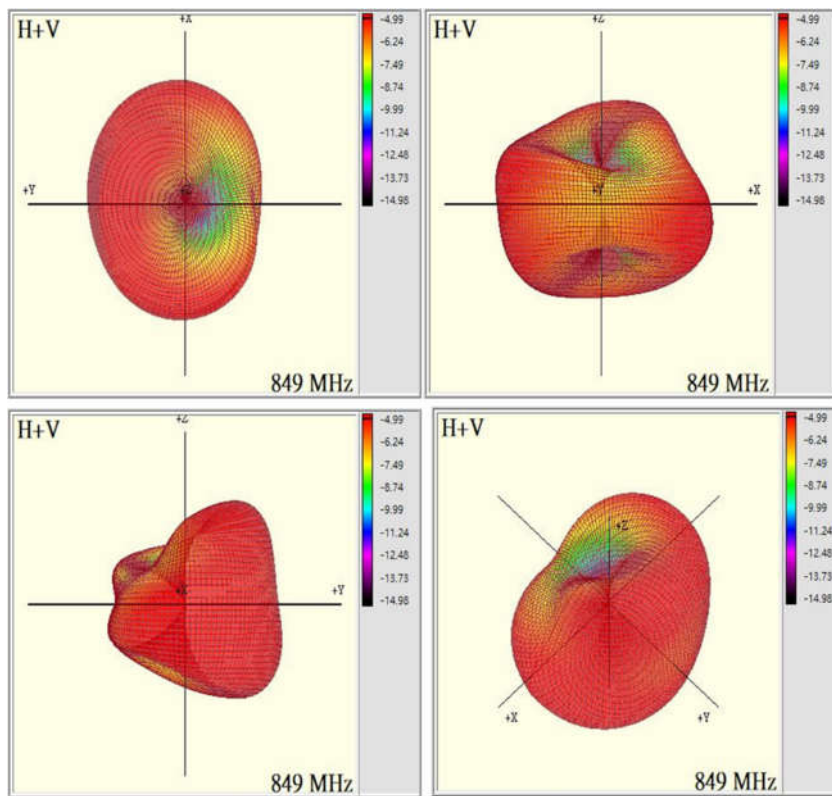 H+V
+X
+Y
+Z
849 MHz
-4.99
-6.24
-7.49
-8.74
-9.99
-11.24
-12.48
-13.73
-14.98
H+V
+Z
+Y
+X
849 MHz
-4.99
-6.24
-7.49
-8.74
-9.99
-11.24
-12.48
-13.73
-14.98
H+V
+Z
+X
+Y
849 MHz
-4.99
-6.24
-7.49
-8.74
-9.99
-11.24
-12.48
-13.73
-14.98
H+V
+Z
+X
+Y
849 MHz
-4.99
-6.24
-7.49
-8.74
-9.99
-11.24
-12.48
-13.73
-14.98